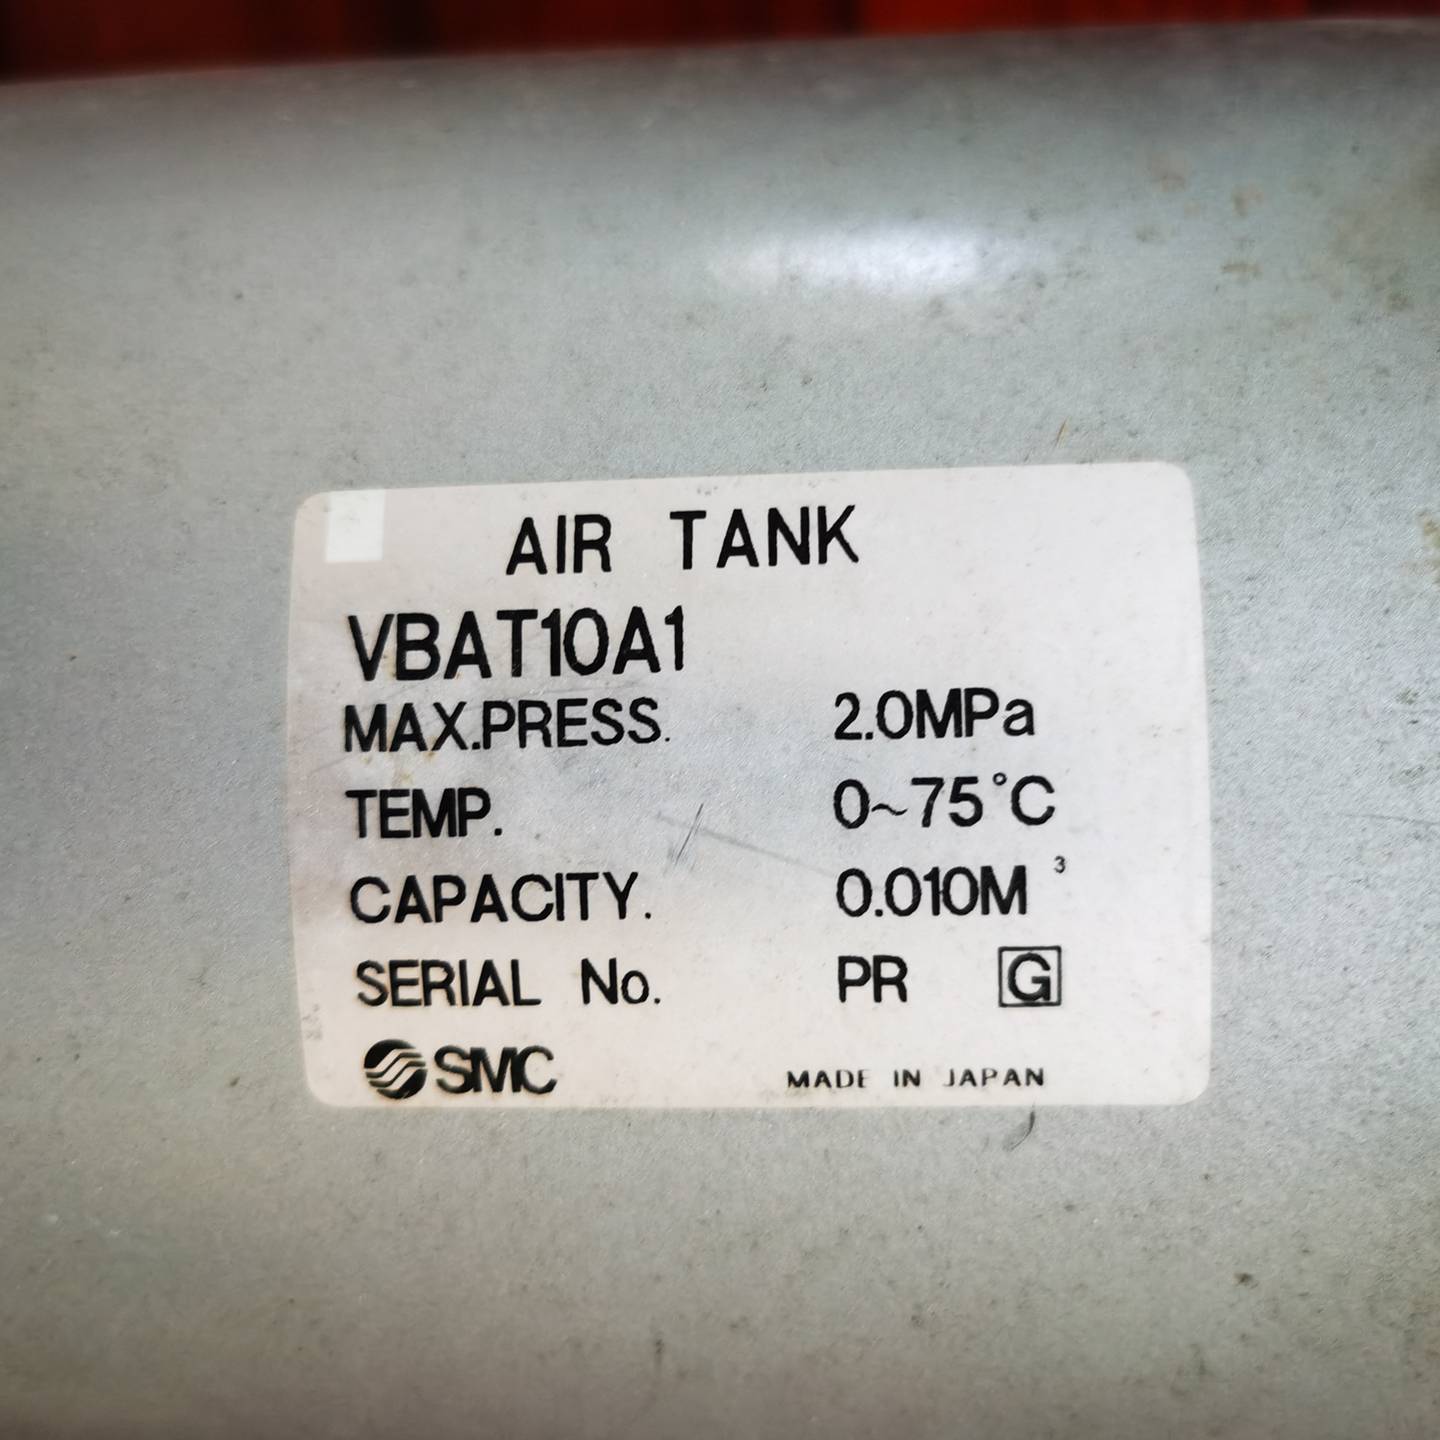 AIR TANK
VBAT10A1
MAX.PRESS. 2.0MPa
TEMP. 0~75°C
CAPACITY. 0.010M³
SERIAL No. PR G
SMC MADE IN JAPAN